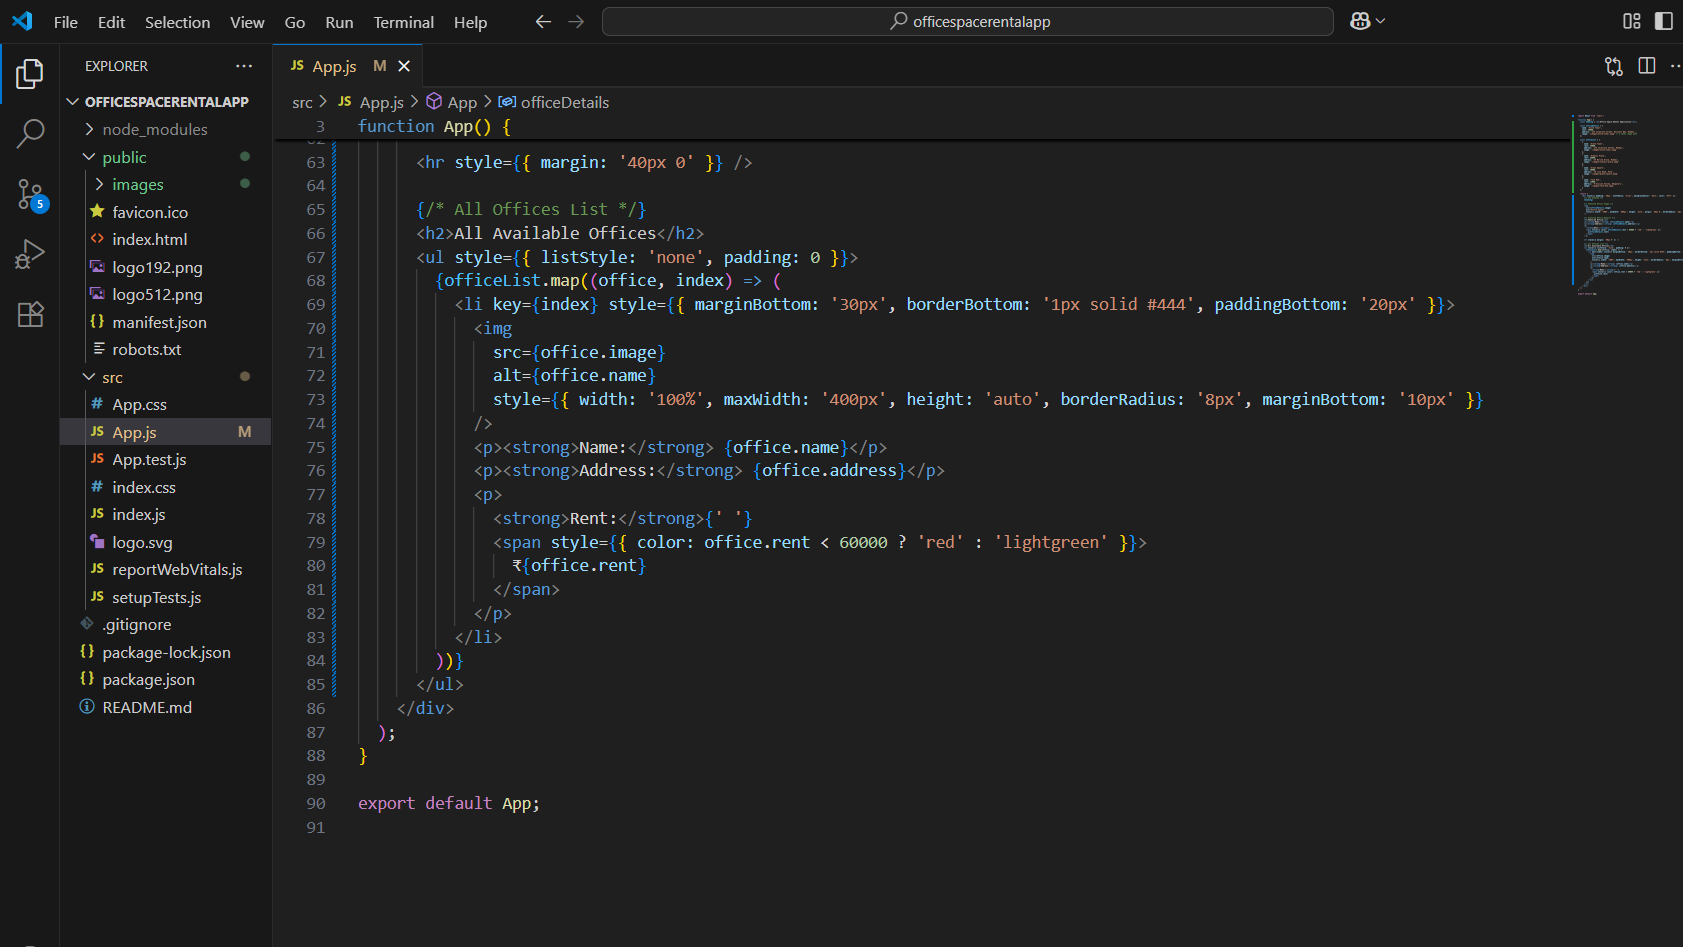 File Edit Selection View Go Run Terminal Help
officespacerentalapp
EXPLORER
OFFICESPACERENTALAPP
node_modules
public
images
favicon.ico
index.html
logo192.png
logo512.png
manifest.json
robots.txt
src
App.css
App.js M
App.test.js
index.css
index.js
logo.svg
reportWebVitals.js
setupTests.js
.gitignore
package-lock.json
package.json
README.md
5
JS App.js M
src > JS App.js > App > officeDetails
3 function App() {
63 <hr style={{ margin: '40px 0' }} />
64
65 {/* All Offices List */}
66 <h2>All Available Offices</h2>
67 <ul style={{ listStyle: 'none', padding: 0 }}>
68 {officeList.map((office, index) => (
69 <li key={index} style={{ marginBottom: '30px', borderBottom: '1px solid #444', paddingBottom: '20px' }}>
70 <img
71 src={office.image}
72 alt={office.name}
73 style={{ width: '100%', maxWidth: '400px', height: 'auto', borderRadius: '8px', marginBottom: '10px' }}
74 />
75 <p><strong>Name:</strong> {office.name}</p>
76 <p><strong>Address:</strong> {office.address}</p>
77 <p>
78 <strong>Rent:</strong>{' '}
79 <span style={{ color: office.rent < 60000 ? 'red' : 'lightgreen' }}>
80 ₹{office.rent}
81 </span>
82 </p>
83 </li>
84 ))}
85 </ul>
86 </div>
87 );
88 }
89
90 export default App;
91